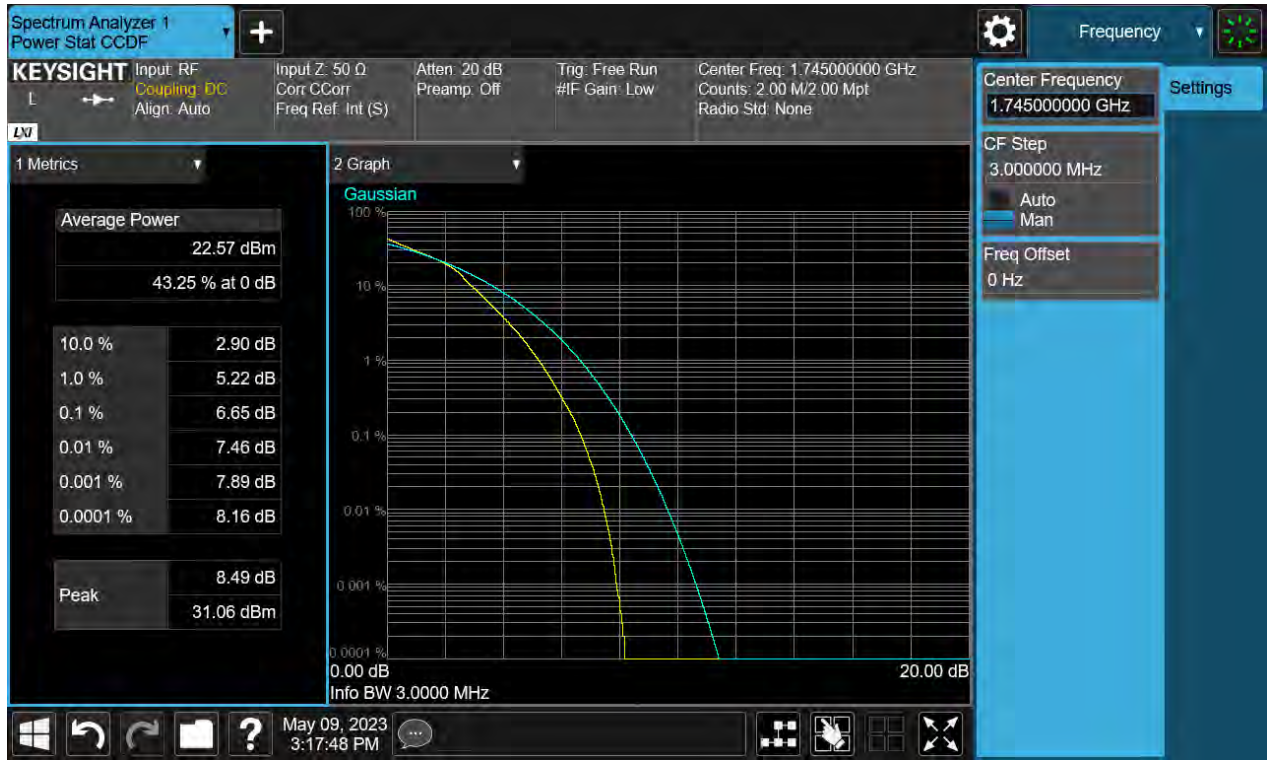 Spectrum Analyzer 1
Power Stat CCDF
Frequency
KEYSIGHT
L
LXI
Input: RF
Coupling: DC
Align: Auto
Input Z: 50 Ω
Corr CCorr
Freq Ref: Int (S)
Atten: 20 dB
Preamp: Off
Trig: Free Run
#IF Gain: Low
Center Freq: 1.745000000 GHz
Counts: 2.00 M/2.00 Mpt
Radio Std: None
Center Frequency
1.745000000 GHz
Settings
CF Step
3.000000 MHz
Auto
Man
Freq Offset
0 Hz
1 Metrics
Average Power
22.57 dBm
43.25 % at 0 dB
10.0 % 2.90 dB
1.0 % 5.22 dB
0.1 % 6.65 dB
0.01 % 7.46 dB
0.001 % 7.89 dB
0.0001 % 8.16 dB
Peak
8.49 dB
31.06 dBm
2 Graph
Gaussian
100 %
10 %
1 %
0.1 %
0.01 %
0.001 %
0.0001 %
0.00 dB 20.00 dB
Info BW 3.0000 MHz
?
May 09, 2023
3:17:48 PM